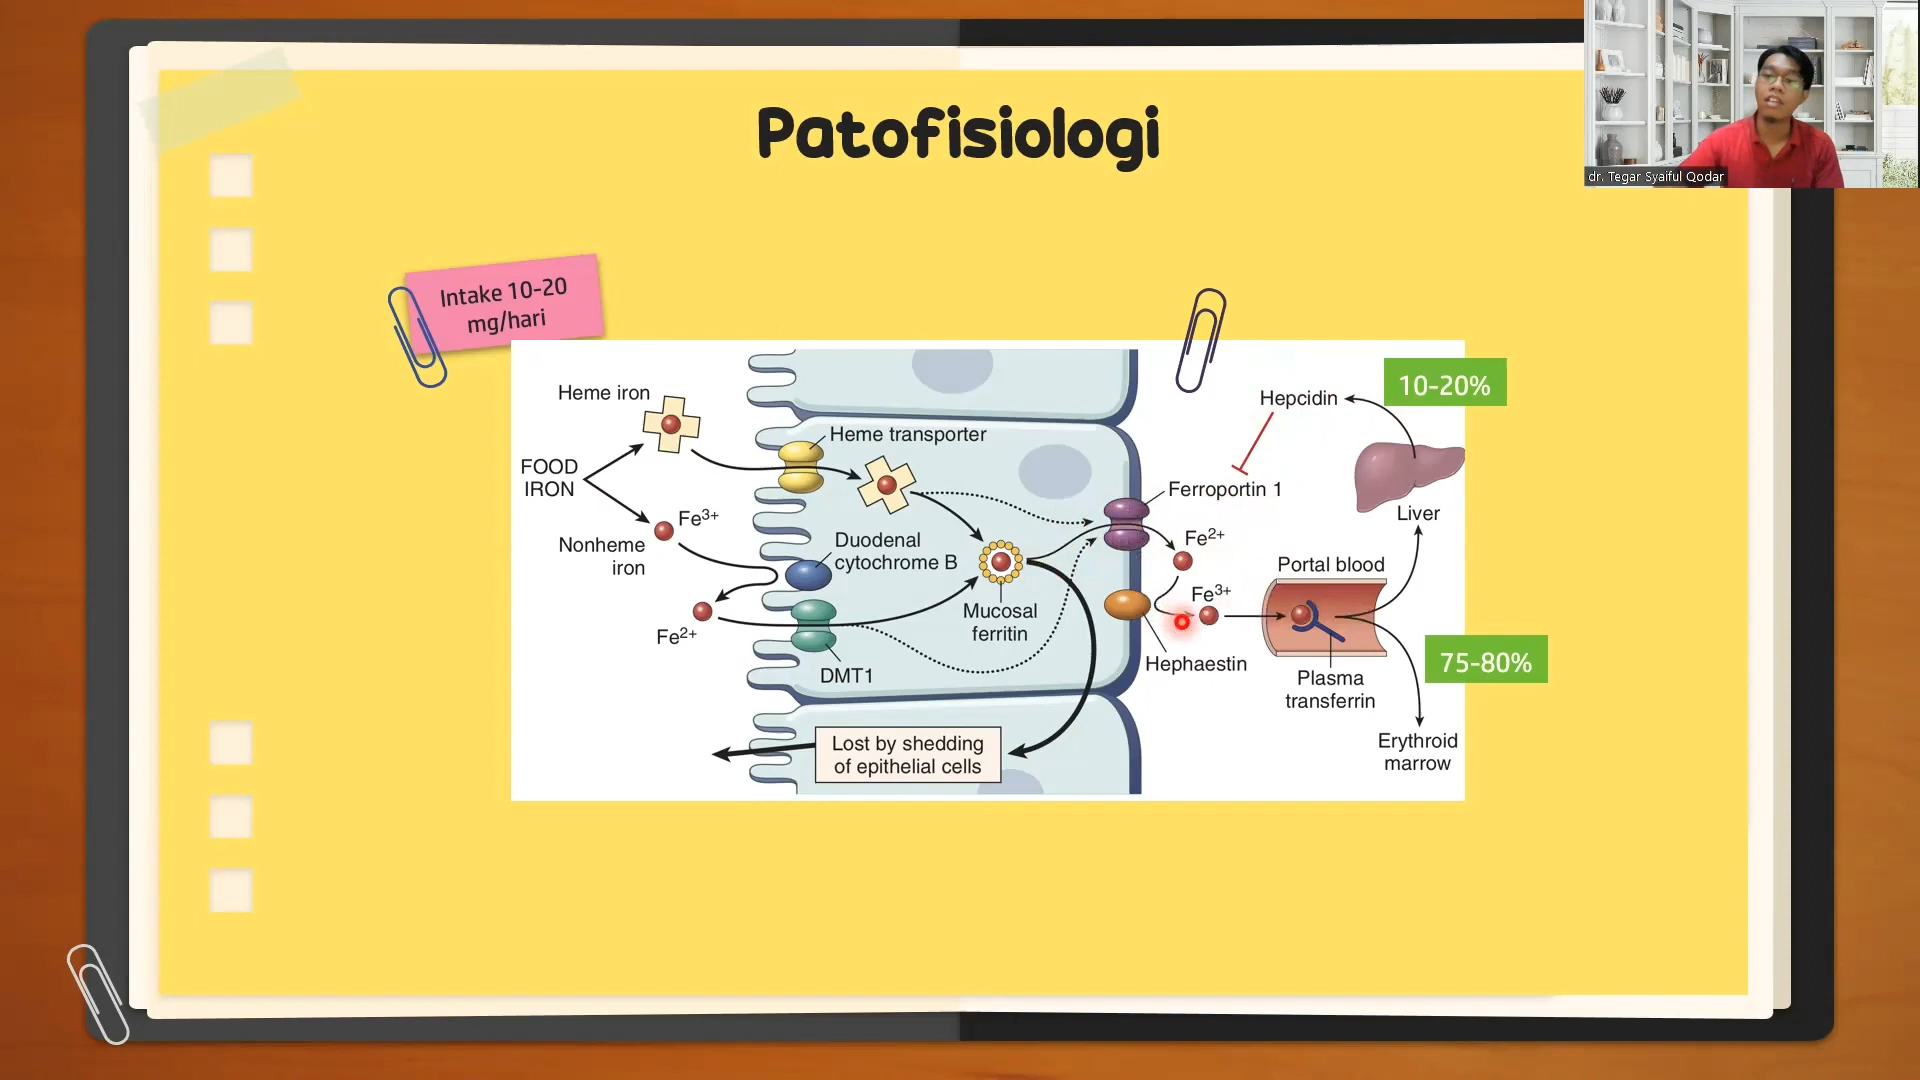 Patofisiologi
dr. Tegar Syaiful Qodar
Intake 10-20
mg/hari
10-20%
Heme iron
Hepcidin
Heme transporter
FOOD
IRON
Ferroportin 1
Fe3+
Liver
Nonheme
iron
Duodenal
cytochrome B
Fe2+
Portal blood
Fe3+
Mucosal
ferritin
Fe2+
Hephaestin
75-80%
DMT1
Plasma
transferrin
Lost by shedding
of epithelial cells
Erythroid
marrow